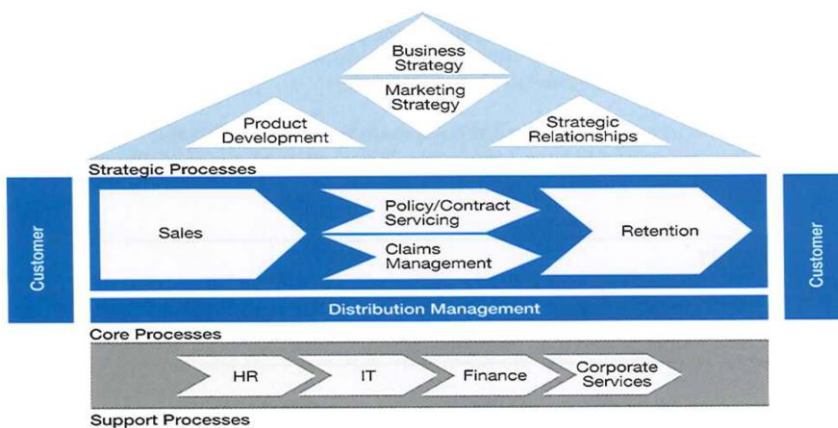 Business
Strategy
Marketing
Strategy
Product
Development
Strategic
Relationships
Strategic Processes
Customer
Sales
Policy/Contract
Servicing
Claims
Management
Retention
Customer
Distribution Management
Core Processes
HR
IT
Finance
Corporate
Services
Support Processes